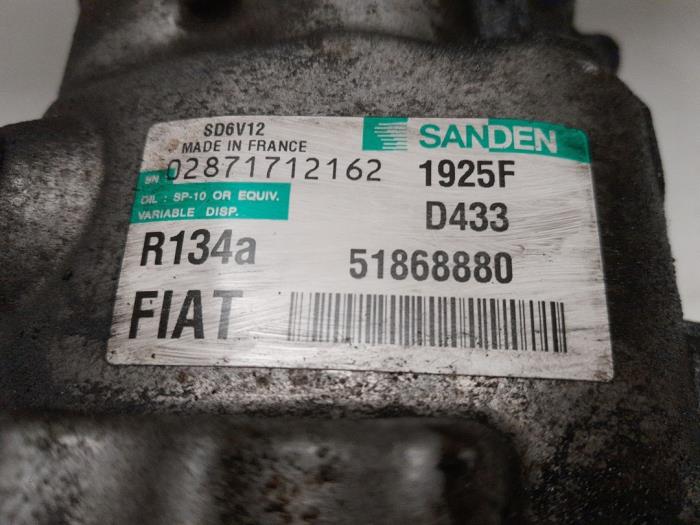 SD6V12
MADE IN FRANCE
SANDEN
SN 02871712162
1925F
OIL : SP-10 OR EQUIV.
VARIABLE DISP.
D433
R134a
51868880
FIAT